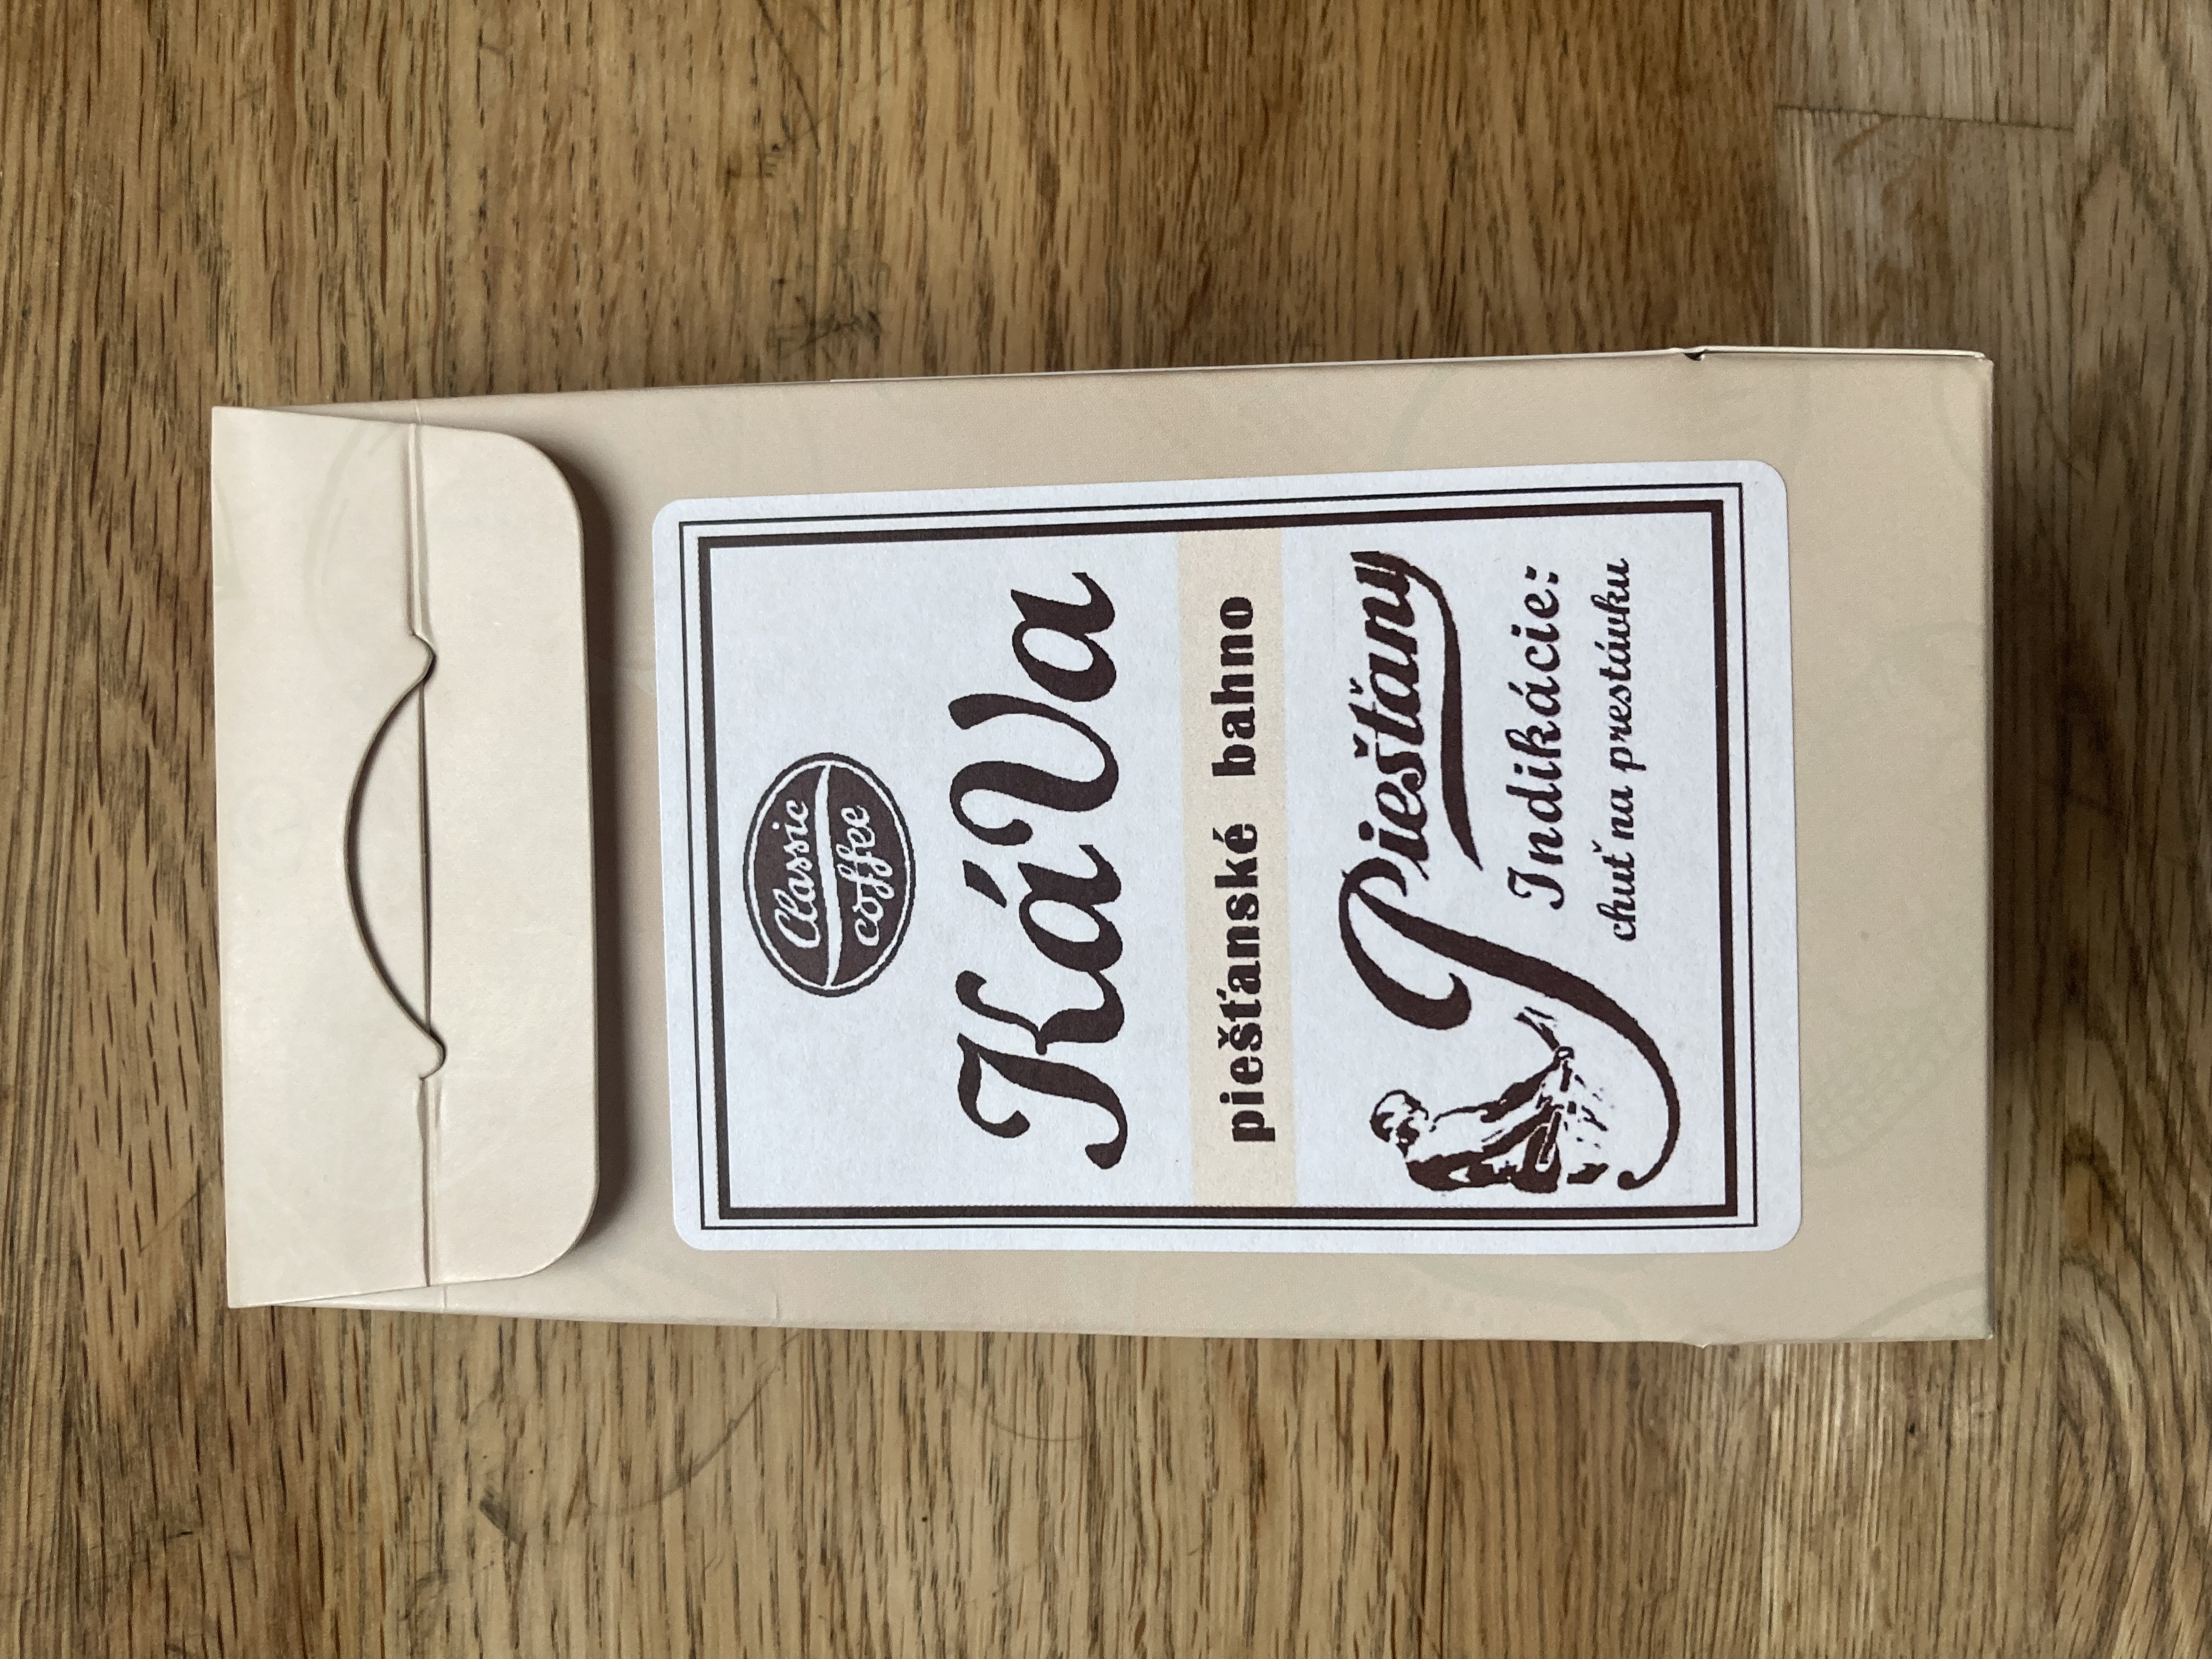 Classic
coffee
KáVa
piešťanské bahno
Piešťany
Indikácie:
chuť na prestávku